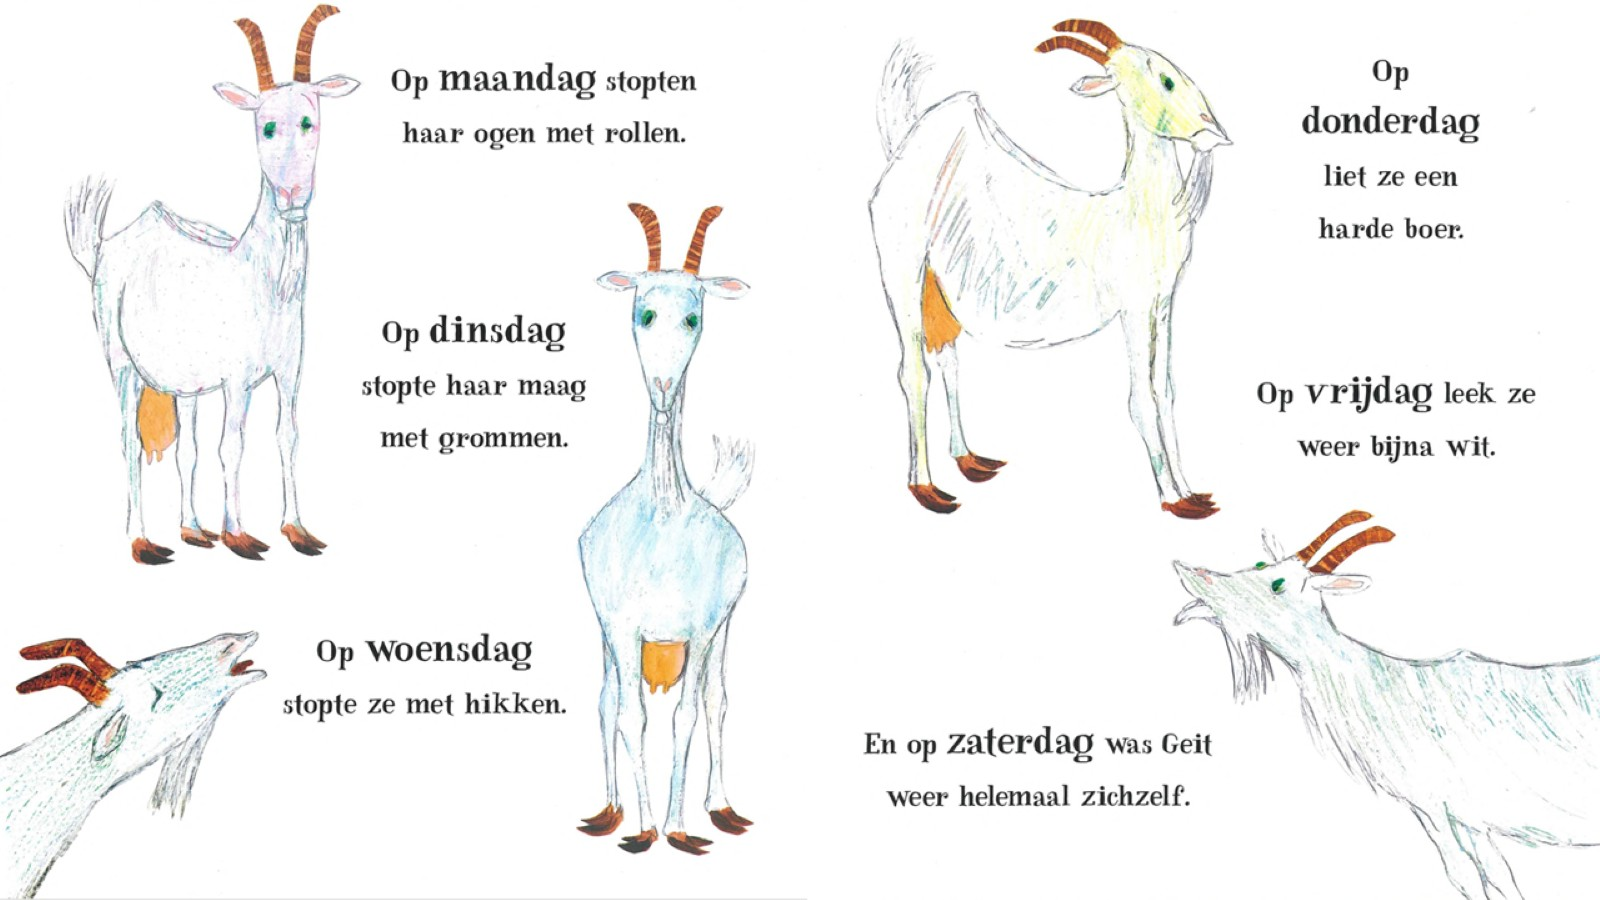 Op maandag stopten
haar ogen met rollen.
Op dinsdag
stopte haar maag
met grommen.
Op woensdag
stopte ze met hikken.
Op
donderdag
liet ze een
harde boer.
Op vrijdag leek ze
weer bijna wit.
En op zaterdag was Geit
weer helemaal zichzelf.